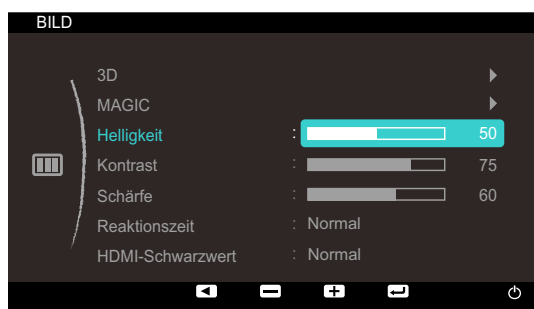 BILD
3D
MAGIC
Helligkeit : 50
Kontrast : 75
Schärfe : 60
Reaktionszeit : Normal
HDMI-Schwarzwert : Normal